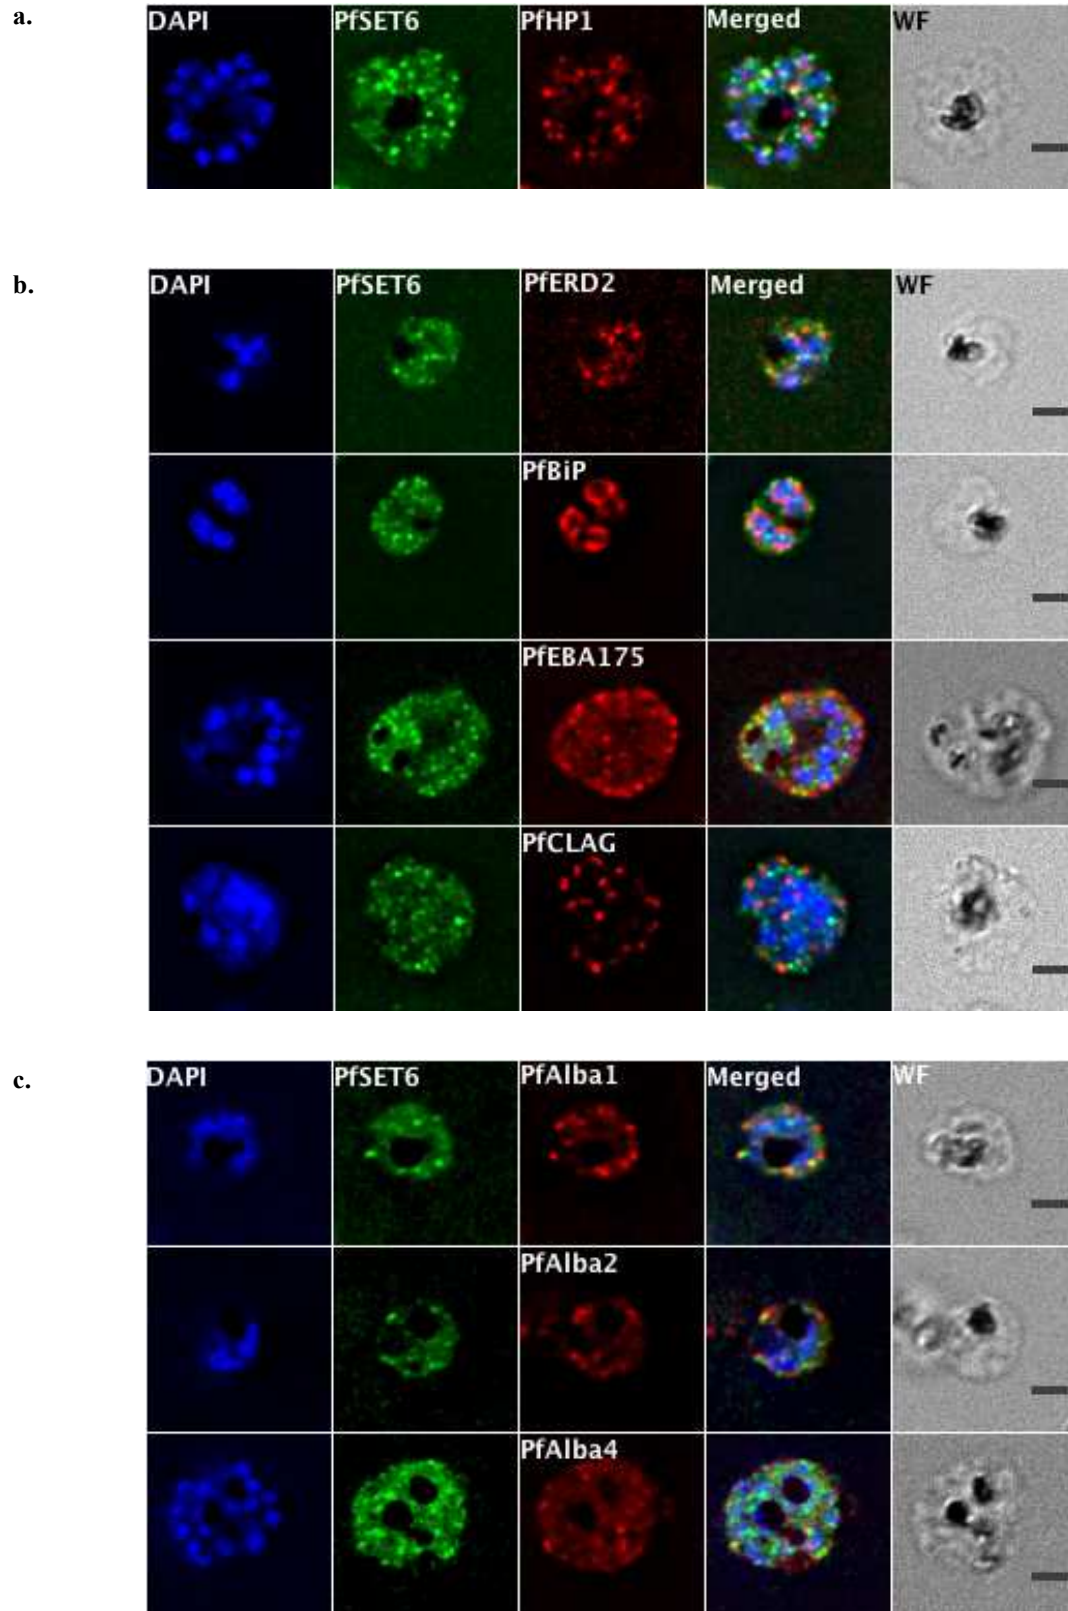 a.
DAPI PfSET6 PfHP1 Merged WF
b.
DAPI PfSET6 PfERD2 Merged WF
PfBiP
PfEBA175
PfCLAG
c.
DAPI PfSET6 PfAlba1 Merged WF
PfAlba2
PfAlba4